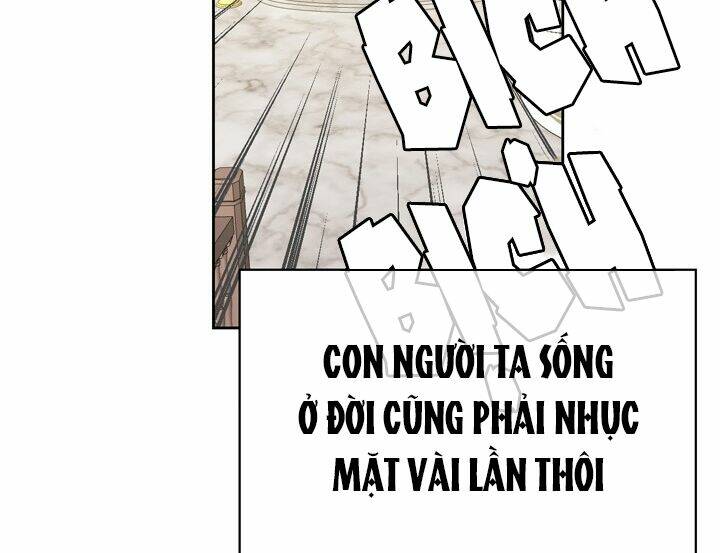 BỊCH
BỊCH
CON NGƯỜI TA SỐNG
Ở ĐỜI CŨNG PHẢI NHỤC
MẶT VÀI LẦN THÔI